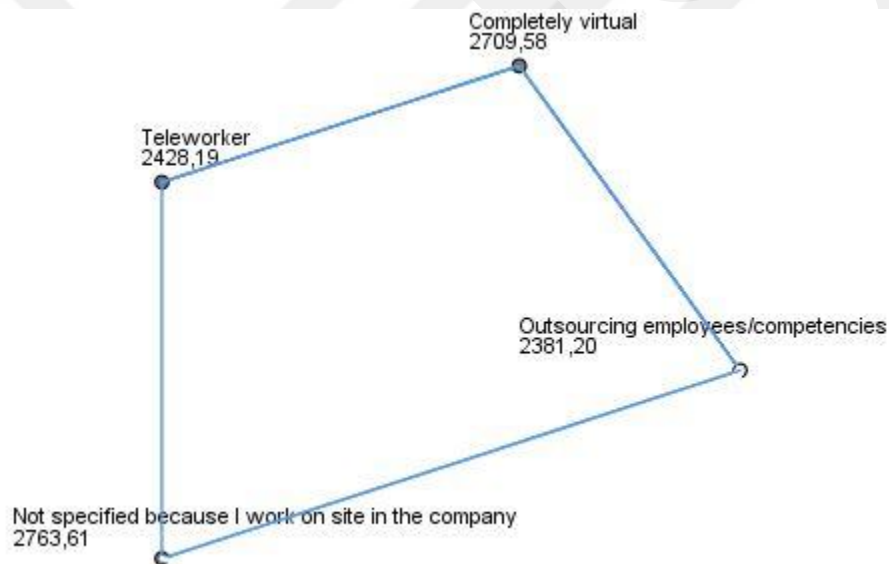 Completely virtual
2709,58
Teleworker
2428,19
Outsourcing employees/competencies
2381,20
Not specified because I work on site in the company
2763,61